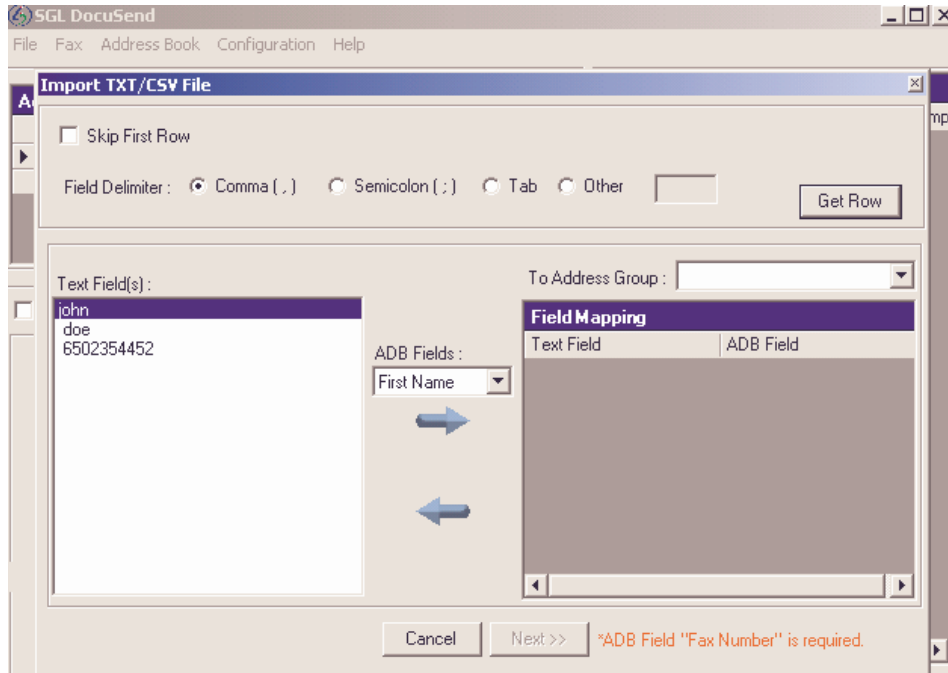 SGL DocuSend
File Fax Address Book Configuration Help
Import TXT/CSV File
Skip First Row
Field Delimiter : Comma ( , ) Semicolon ( ; ) Tab Other
Get Row
Text Field(s) :
john
doe
6502354452
ADB Fields :
First Name
To Address Group :
Field Mapping
Text Field ADB Field
Cancel Next >> *ADB Field "Fax Number" is required.